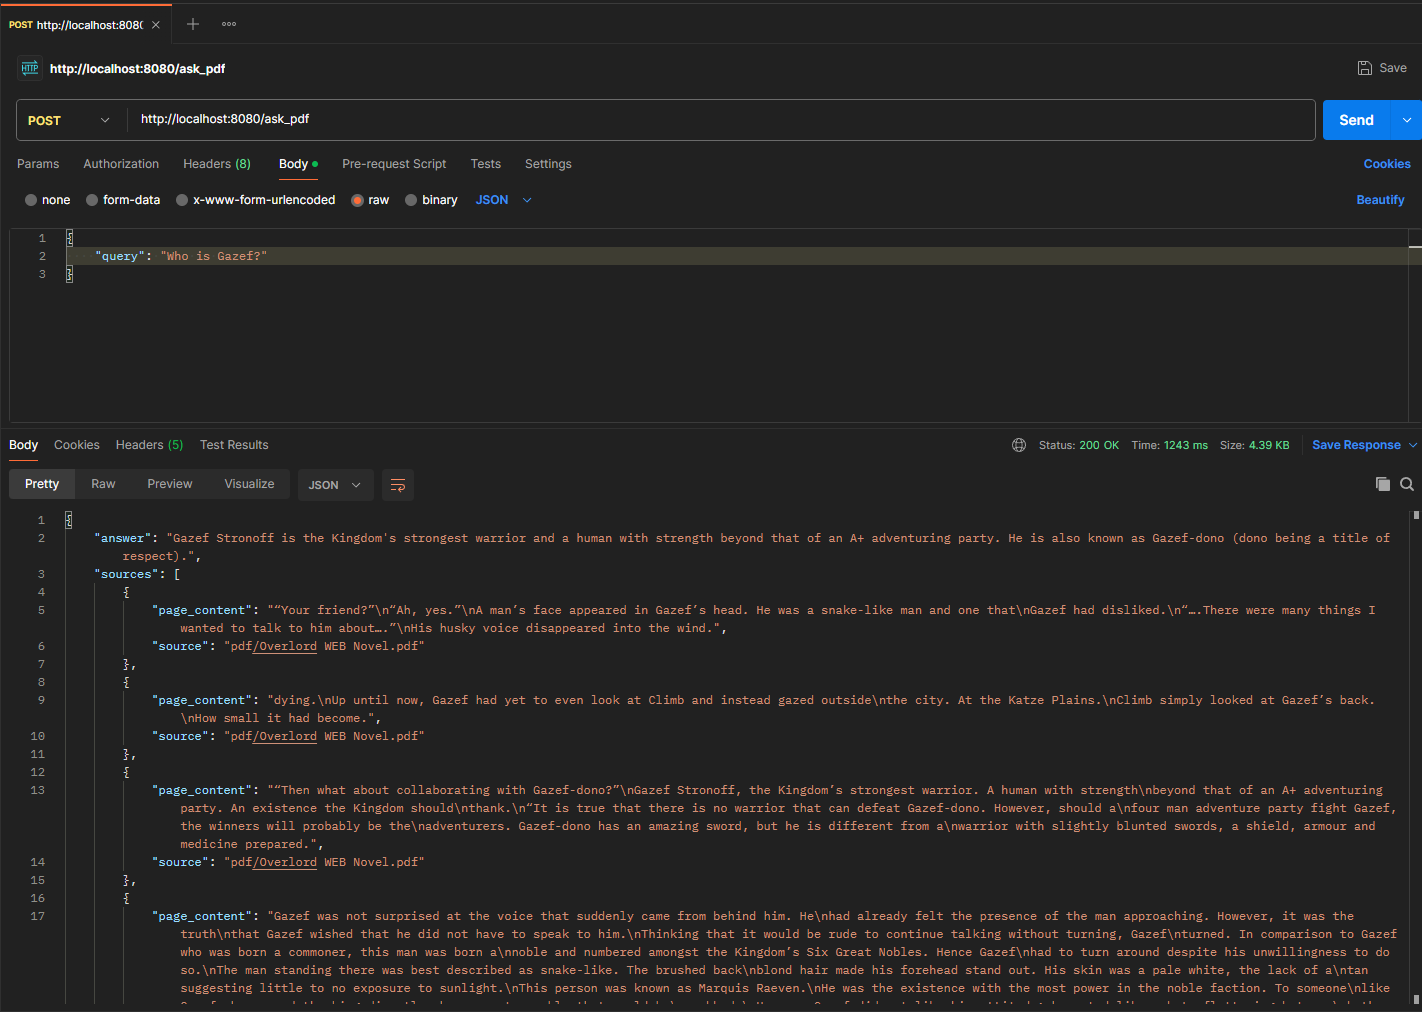 POST http://localhost:808
http://localhost:8080/ask_pdf
Save
POST http://localhost:8080/ask_pdf Send
Params Authorization Headers (8) Body Pre-request Script Tests Settings Cookies
none form-data x-www-form-urlencoded raw binary JSON Beautify
1 {
2 "query": "Who is Gazef?"
3 }
Body Cookies Headers (5) Test Results Status: 200 OK Time: 1243 ms Size: 4.39 KB Save Response
Pretty Raw Preview Visualize JSON
1 {
2 "answer": "Gazef Stronoff is the Kingdom's strongest warrior and a human with strength beyond that of an A+ adventuring party. He is also known as Gazef-dono (dono being a title of
respect).",
3 "sources": [
4 {
5 "page_content": "“Your friend?”\n“Ah, yes.”\nA man’s face appeared in Gazef’s head. He was a snake-like man and one that\nGazef had disliked.\n“….There were many things I
wanted to talk to him about….”\nHis husky voice disappeared into the wind.",
6 "source": "pdf/Overlord WEB Novel.pdf"
7 },
8 {
9 "page_content": "dying.\nUp until now, Gazef had yet to even look at Climb and instead gazed outside\nthe city. At the Katze Plains.\nClimb simply looked at Gazef’s back.
\nHow small it had become.",
10 "source": "pdf/Overlord WEB Novel.pdf"
11 },
12 {
13 "page_content": "“Then what about collaborating with Gazef-dono?”\nGazef Stronoff, the Kingdom’s strongest warrior. A human with strength\nbeyond that of an A+ adventuring
party. An existence the Kingdom should\nthank.\n“It is true that there is no warrior that can defeat Gazef-dono. However, should a\nfour man adventure party fight Gazef,
the winners will probably be the\nadventurers. Gazef-dono has an amazing sword, but he is different from a\nwarrior with slightly blunted swords, a shield, armour and
medicine prepared.",
14 "source": "pdf/Overlord WEB Novel.pdf"
15 },
16 {
17 "page_content": "Gazef was not surprised at the voice that suddenly came from behind him. He\nhad already felt the presence of the man approaching. However, it was the
truth\nthat Gazef wished that he did not have to speak to him.\nThinking that it would be rude to continue talking without turning, Gazef\nturned. In comparison to Gazef
who was born a commoner, this man was born a\nnoble and numbered amongst the Kingdom’s Six Great Nobles. Hence Gazef\nhad to turn around despite his unwillingness to do
so.\nThe man standing there was best described as snake-like. The brushed back\nblond hair made his forehead stand out. His skin was a pale white, the lack of a\ntan
suggesting little to no exposure to sunlight.\nThis person was known as Marquis Raeven.\nHe was the existence with the most power in the noble faction. To someone\nlike